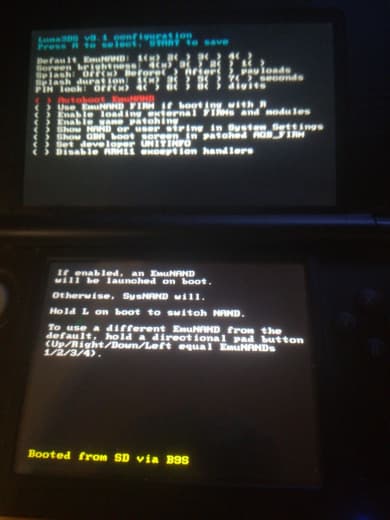 Luma3DS v9.1 configuration
Press A to select, START to save
Default EmuNAND: 1(x) 2( ) 3( ) 4( )
Screen brightness: 4( ) 3( ) 2( ) 1( )
Splash: Off(x) Before( ) After( ) payloads
Splash duration: ( ) 3( ) 5( ) 7( ) seconds
PIN lock: Off( ) 4( ) 6( ) 8( ) digits
( ) Autoboot EmuNAND
( ) Use EmuNAND FIRM if booting with R
( ) Enable loading external FIRMs and modules
( ) Enable game patching
( ) Show NAND or user string in System Settings
( ) Show GBA boot screen in patched AGB_FIRM
( ) Set developer UNITINFO
( ) Disable ARM11 exception handlers
If enabled, an EmuNAND
will be launched on boot.
Otherwise, SysNAND will.
Hold L on boot to switch NAND.
To use a different EmuNAND from the
default, hold a directional pad button
(Up/Right/Down/Left equal EmuNANDs
1/2/3/4).
Booted from SD via B9S